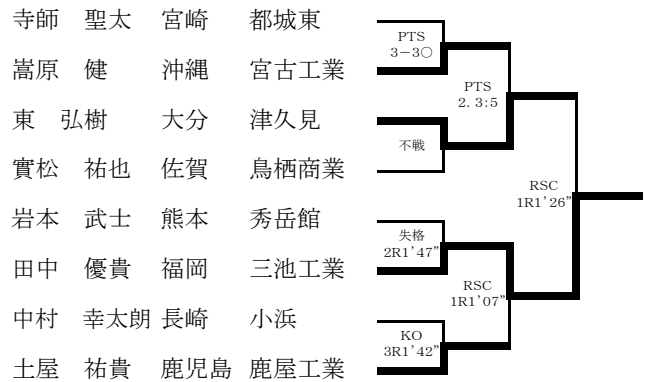 寺師 聖太 宮崎 都城東
嵩原 健 沖縄 宮古工業
東 弘樹 大分 津久見
實松 祐也 佐賀 鳥栖商業
岩本 武士 熊本 秀岳館
田中 優貴 福岡 三池工業
中村 幸太朗 長崎 小浜
土屋 祐貴 鹿児島 鹿屋工業
PTS
3-3○
不戦
失格
2R1'47"
KO
3R1'42"
PTS
2.3:5
RSC
1R1'07"
RSC
1R1'26"